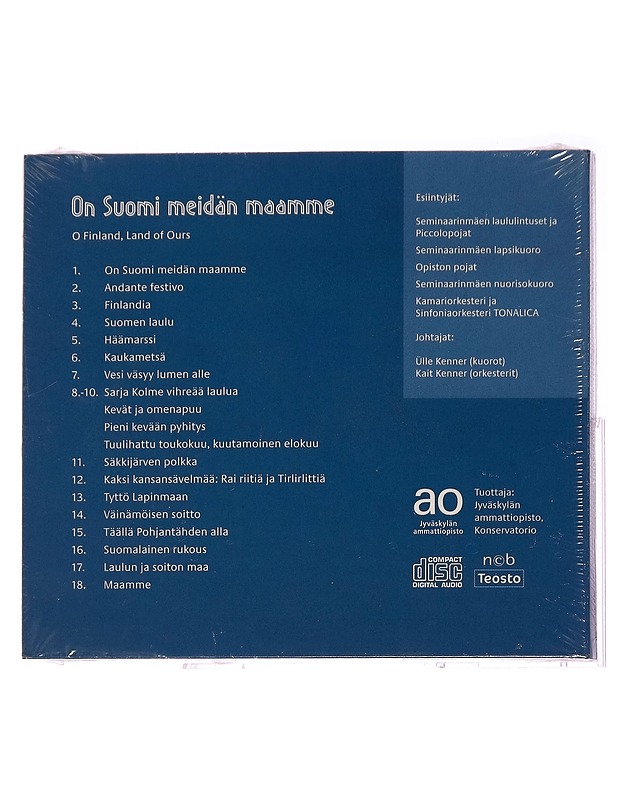 On Suomi meidän maamme
O Finland, Land of Ours
1. On Suomi meidän maamme
2. Andante festivo
3. Finlandia
4. Suomen laulu
5. Häämarssi
6. Kaukametsä
7. Vesi väsyy lumen alle
8.-10. Sarja Kolme vihreää laulua
Kevät ja omenapuu
Pieni kevään pyhitys
Tuulihattu toukokuu, kuutamoinen elokuu
11. Säkkijärven polkka
12. Kaksi kansansävelmää: Rai riitiä ja Tirlirlittiä
13. Tyttö Lapinmaan
14. Väinämöisen soitto
15. Täällä Pohjantähden alla
16. Suomalainen rukous
17. Laulun ja soiton maa
18. Maamme
Esiintyjät:
Seminaarinmäen laululintuset ja
Piccolopojat
Seminaarinmäen lapsikuoro
Opiston pojat
Seminaarinmäen nuorisokuoro
Kamariorkesteri ja
Sinfoniaorkesteri TONALICA
Johtajat:
Ülle Kenner (kuorot)
Kait Kenner (orkesterit)
ao
Jyväskylän
ammattiopisto
Tuottaja:
Jyväskylän
ammattiopisto,
Konservatorio
COMPACT
disc
DIGITAL AUDIO
n©b
Teosto